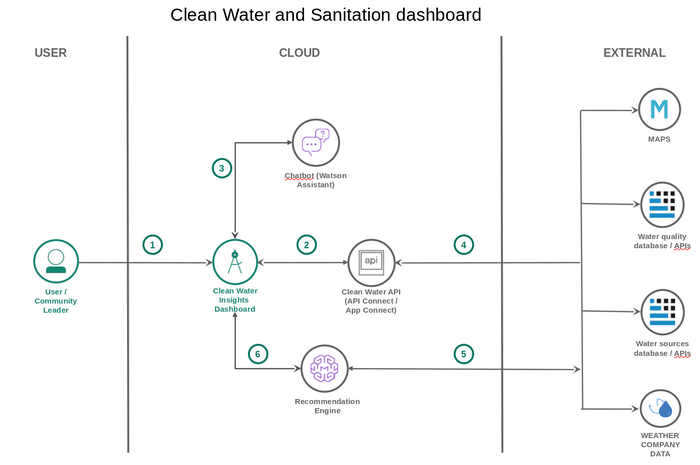 Clean Water and Sanitation dashboard
USER
CLOUD
EXTERNAL
M
MAPS
3
Chatbot (Watson
Assistant)
Water quality
database / APIs
1
2
4
api
User /
Community
Leader
Clean Water
Insights
Dashboard
Clean Water API
(API Connect /
App Connect)
Water sources
database / APIs
6
5
Recommendation
Engine
WEATHER
COMPANY
DATA